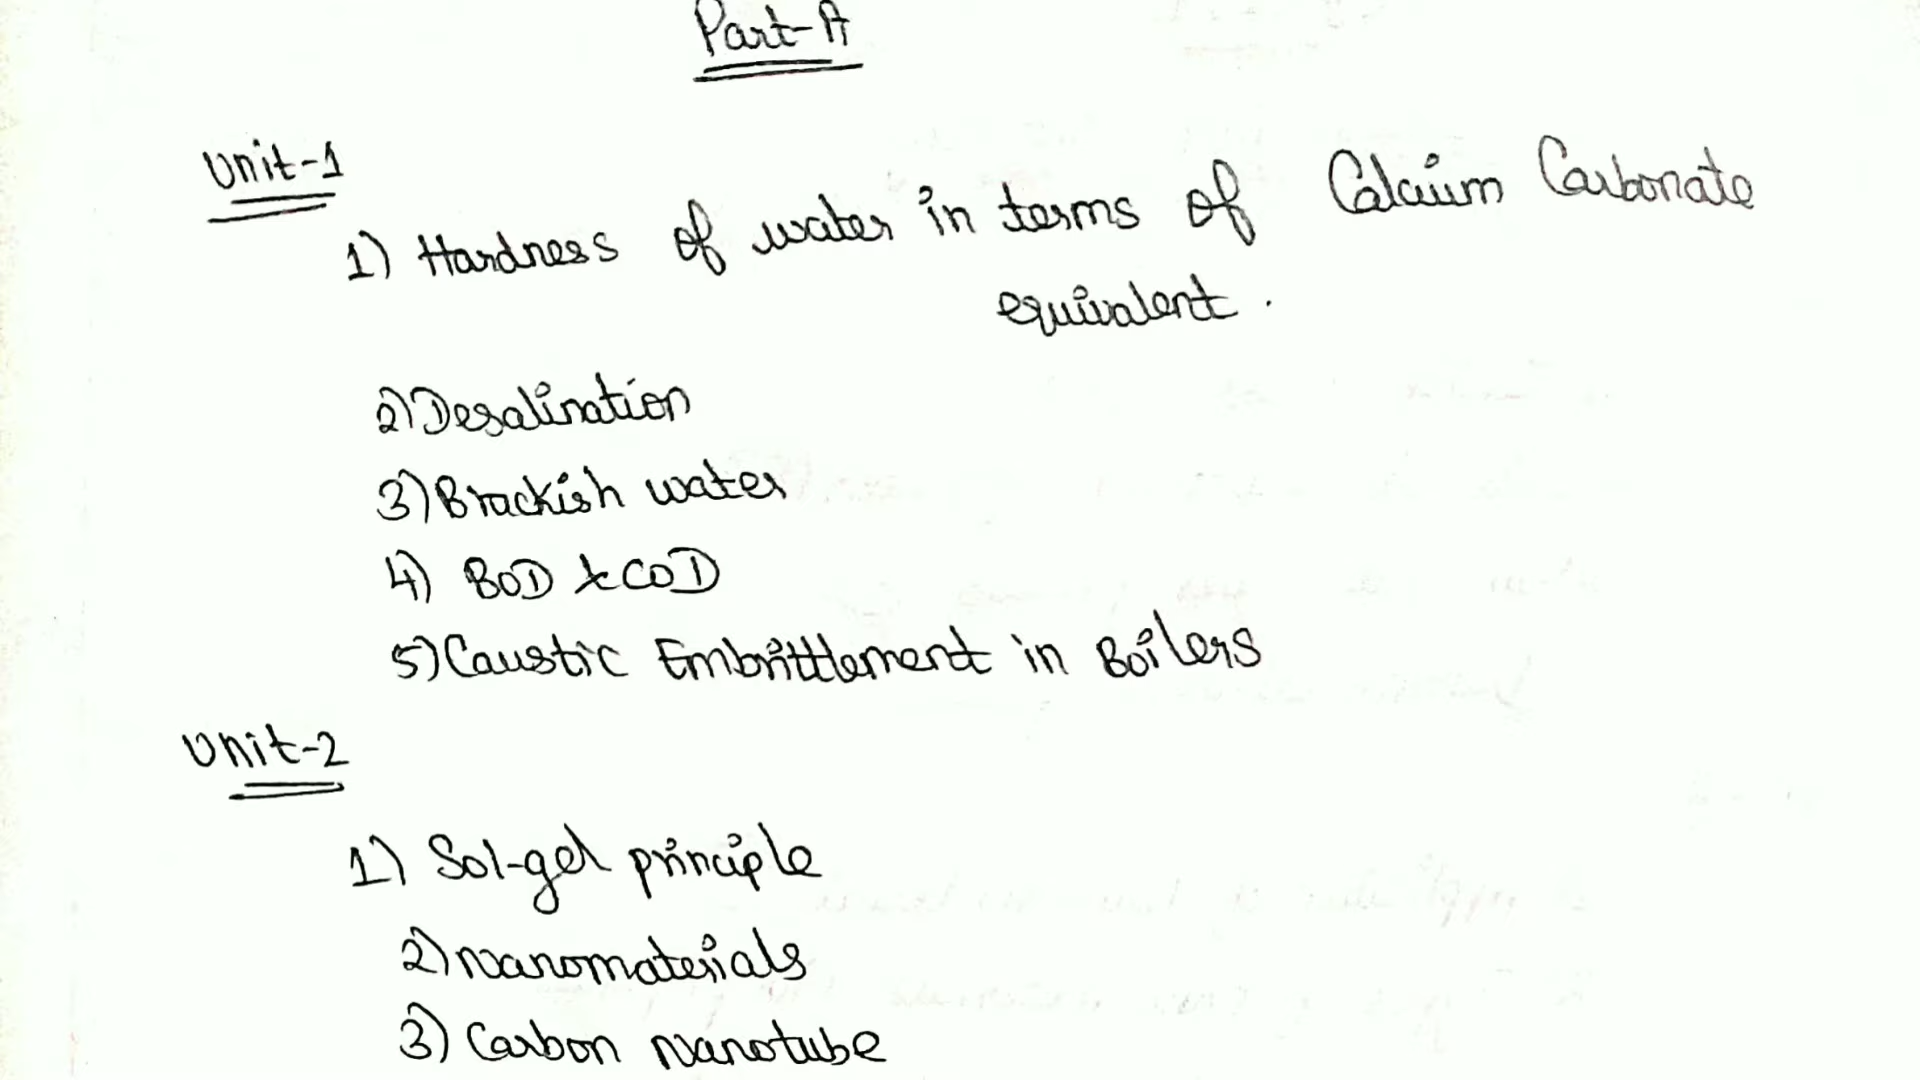 Part-A
Unit-1
1) Hardness of water in terms of Calcium Carbonate
equivalent.
2) Desalination
3) Brackish water
4) BOD & COD
5) Caustic Embrittlement in Boilers
Unit-2
1) Sol-gel principle
2) Nanomaterials
3) Carbon Nanotube